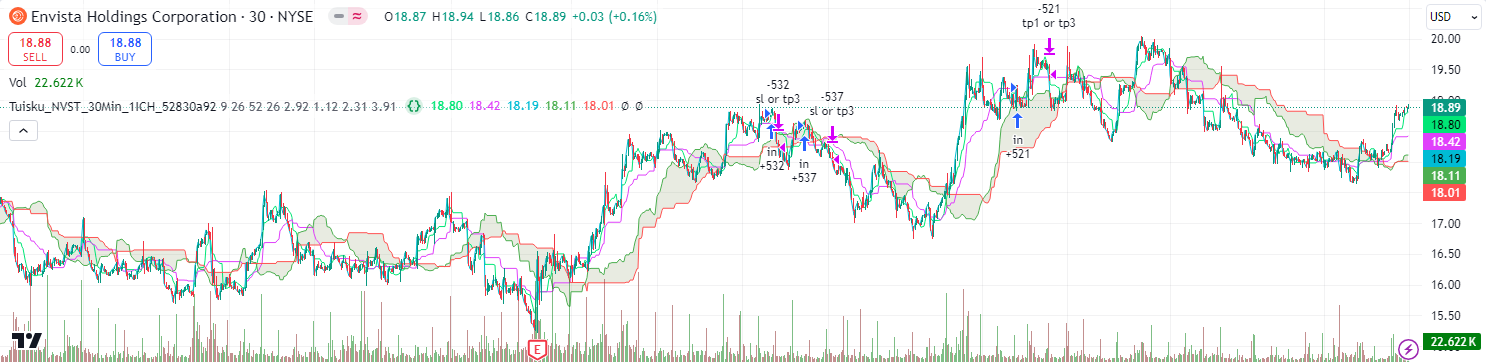 Envista Holdings Corporation · 30 · NYSE O18.87 H18.94 L18.86 C18.89 +0.03 (+0.16%)
18.88 SELL
0.00
18.88 BUY
Vol 22.622 K
Tuisku_NVST_30Min_1ICH_52830a92 9 26 52 26 2.92 1.12 2.31 3.91 {} 18.80 18.42 18.19 18.11 18.01 ∅ ∅
-532
sl or tp3
in
+532
-537
sl or tp3
in
+537
-521
tp1 or tp3
in
+521
E
USD
20.00
19.50
18.89
18.80
18.42
18.19
18.11
18.01
17.00
16.50
16.00
15.50
22.622 K